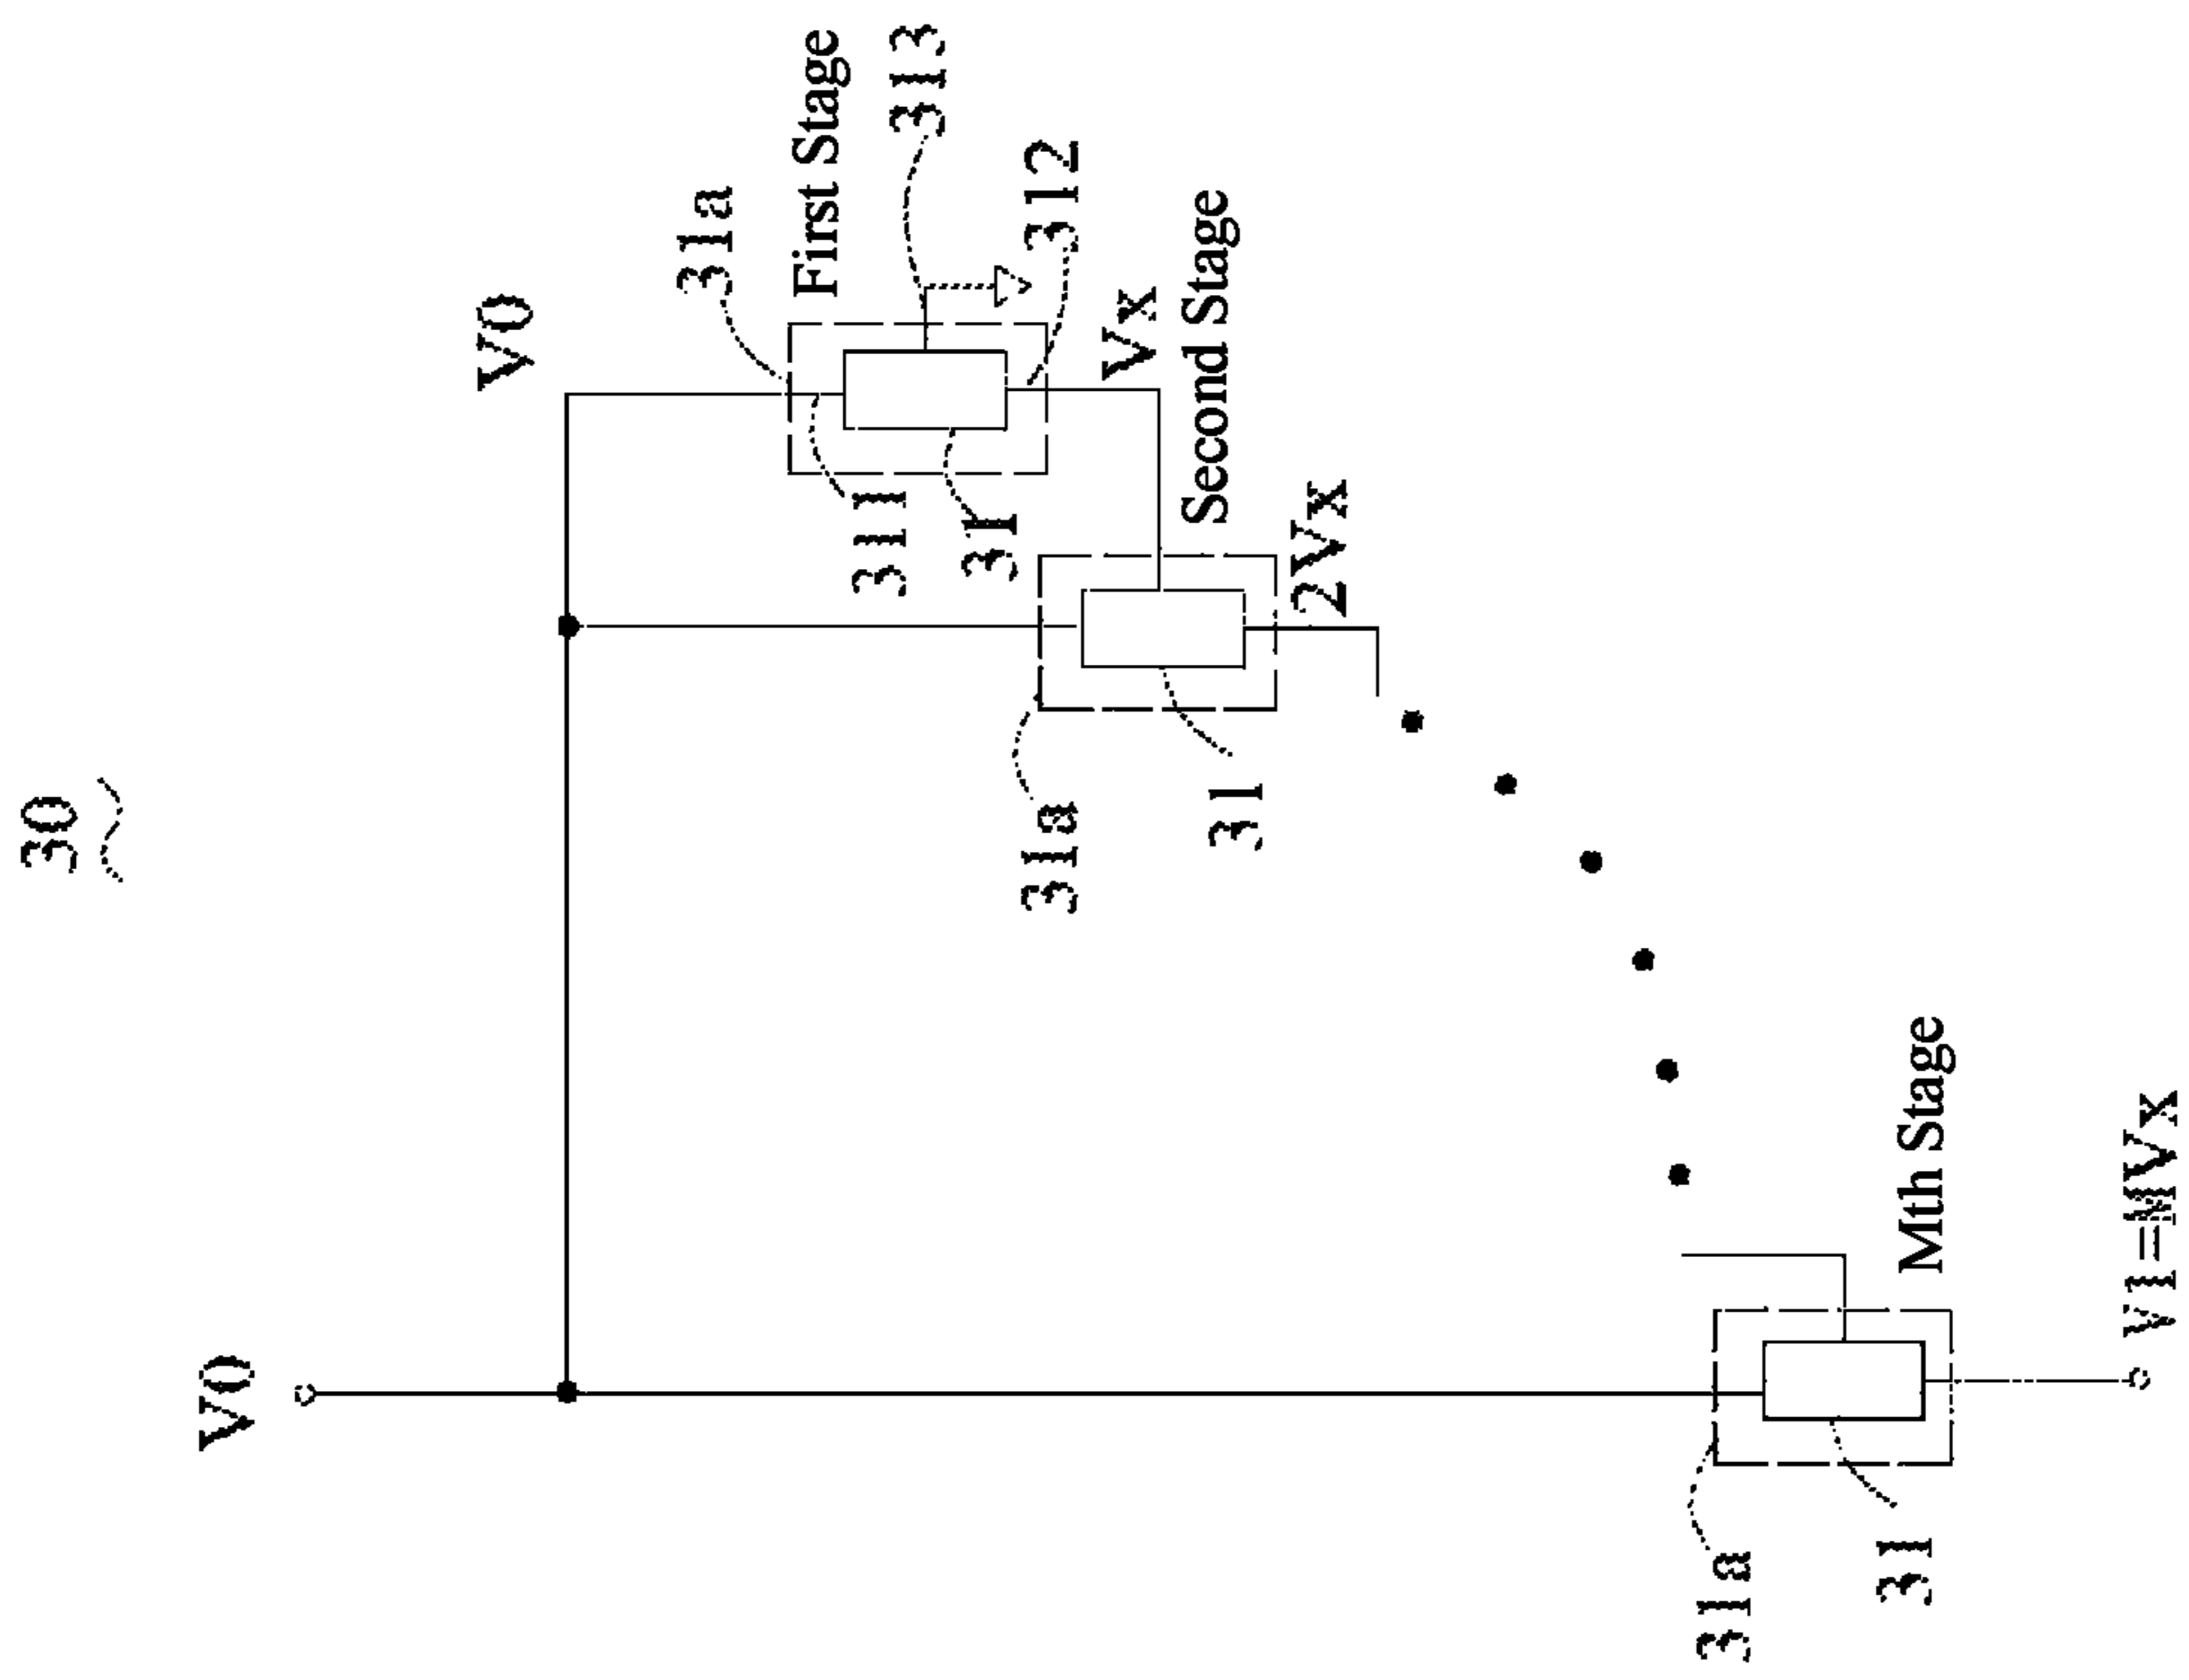 30
V0
V0
31a
First Stage
313
311
31
312
Vx
Second Stage
31a
31
2Vx
Mth Stage
31a
31
V1=MVx